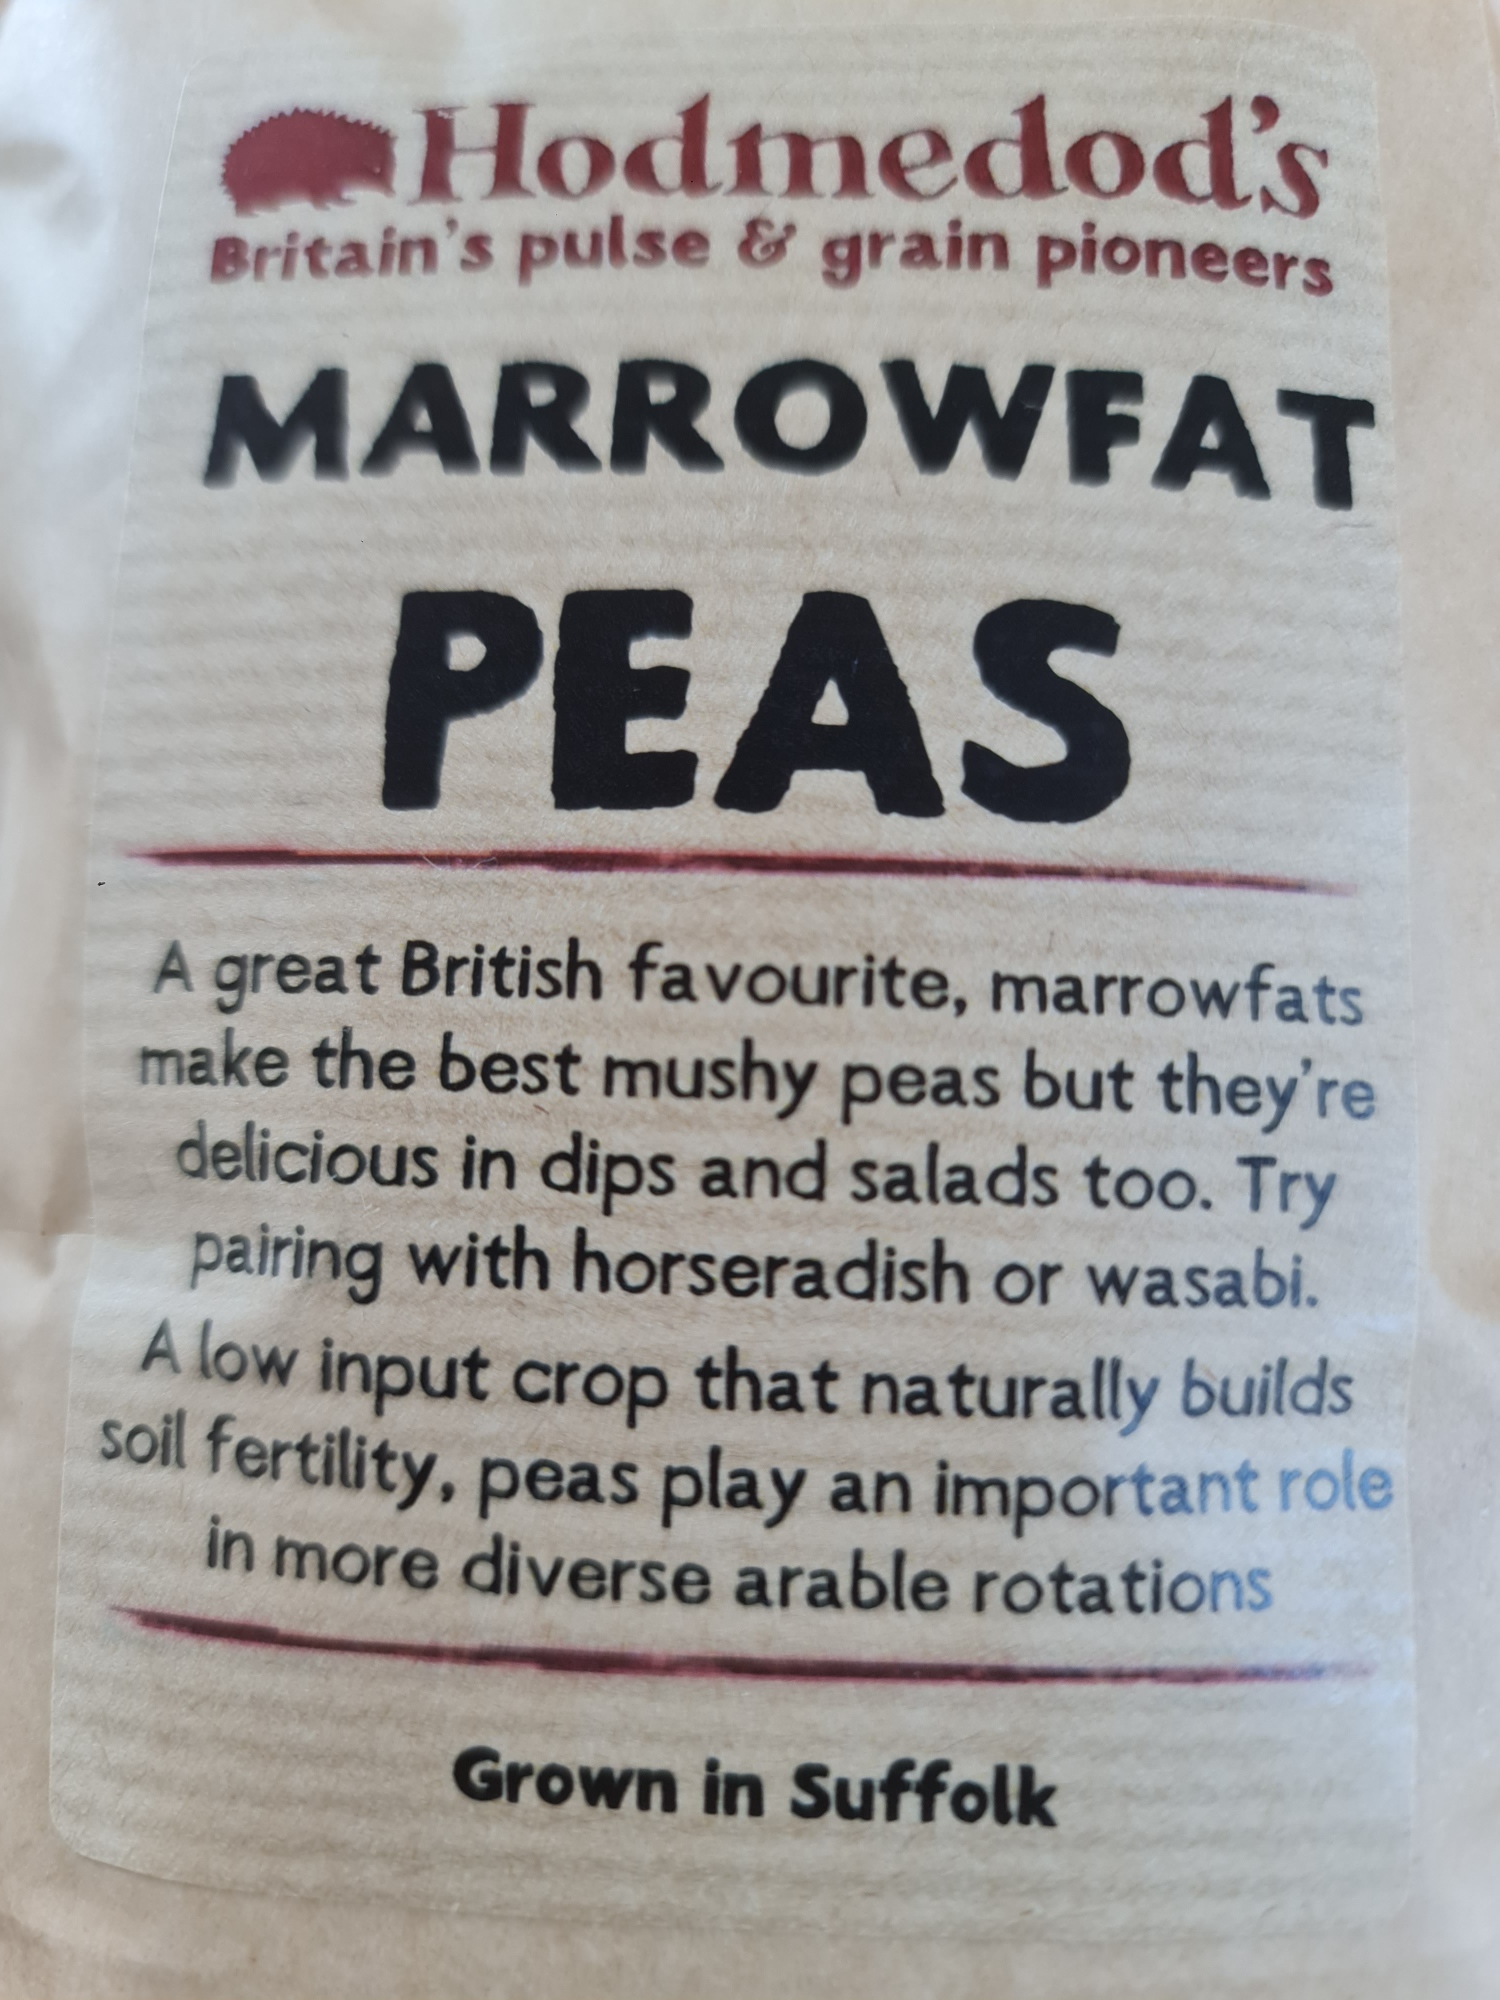 Hodmedod's
Britain's pulse & grain pioneers
MARROWFAT
PEAS
A great British favourite, marrowfats
make the best mushy peas but they're
delicious in dips and salads too. Try
pairing with horseradish or wasabi.
A low input crop that naturally builds
soil fertility, peas play an important role
in more diverse arable rotations
Grown in Suffolk